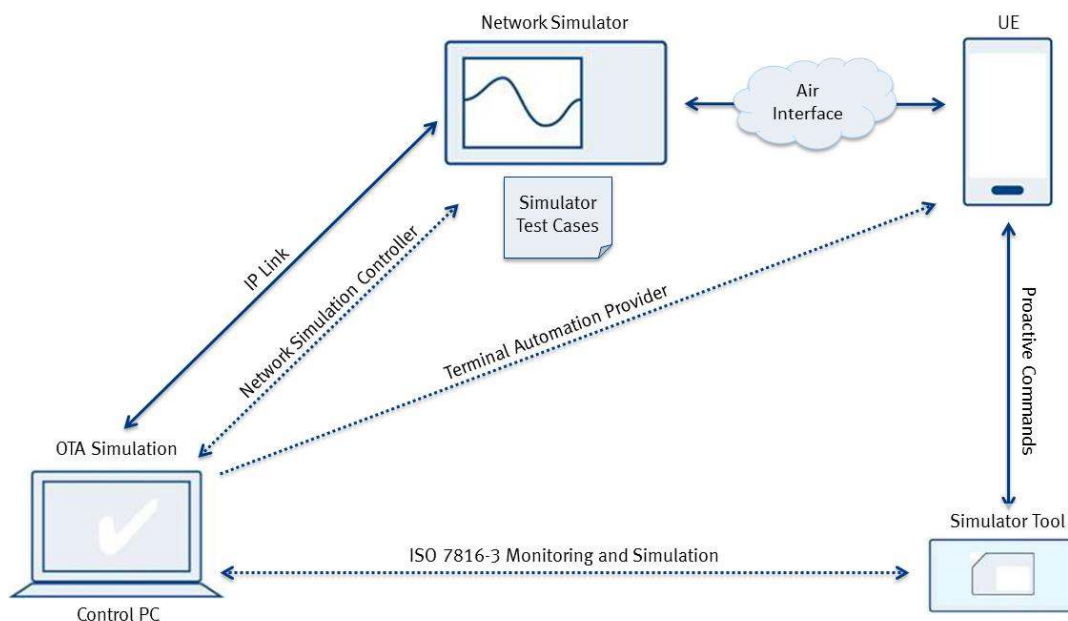 Network Simulator
UE
Air
Interface
Simulator
Test Cases
IP Link
Network Simulation Controller
Terminal Automation Provider
Proactive Commands
OTA Simulation
Simulator Tool
ISO 7816-3 Monitoring and Simulation
Control PC